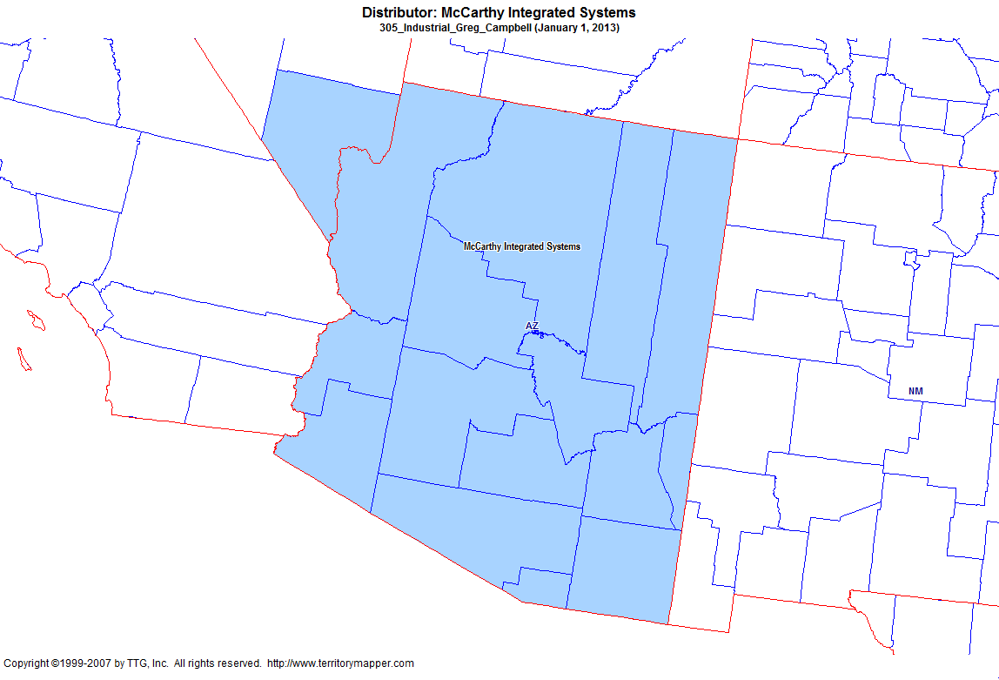 Distributor: McCarthy Integrated Systems
305_Industrial_Greg_Campbell (January 1, 2013)
McCarthy Integrated Systems
AZ
NM
Copyright ©1999-2007 by TTG, Inc.  All rights reserved.  http://www.territorymapper.com